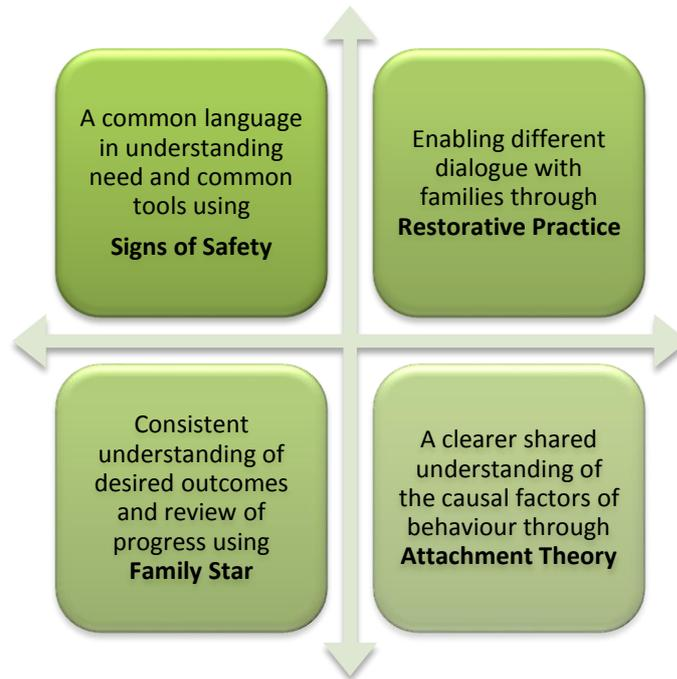 A common language
in understanding
need and common
tools using
Signs of Safety
Enabling different
dialogue with
families through
Restorative Practice
Consistent
understanding of
desired outcomes
and review of
progress using
Family Star
A clearer shared
understanding of
the causal factors of
behaviour through
Attachment Theory